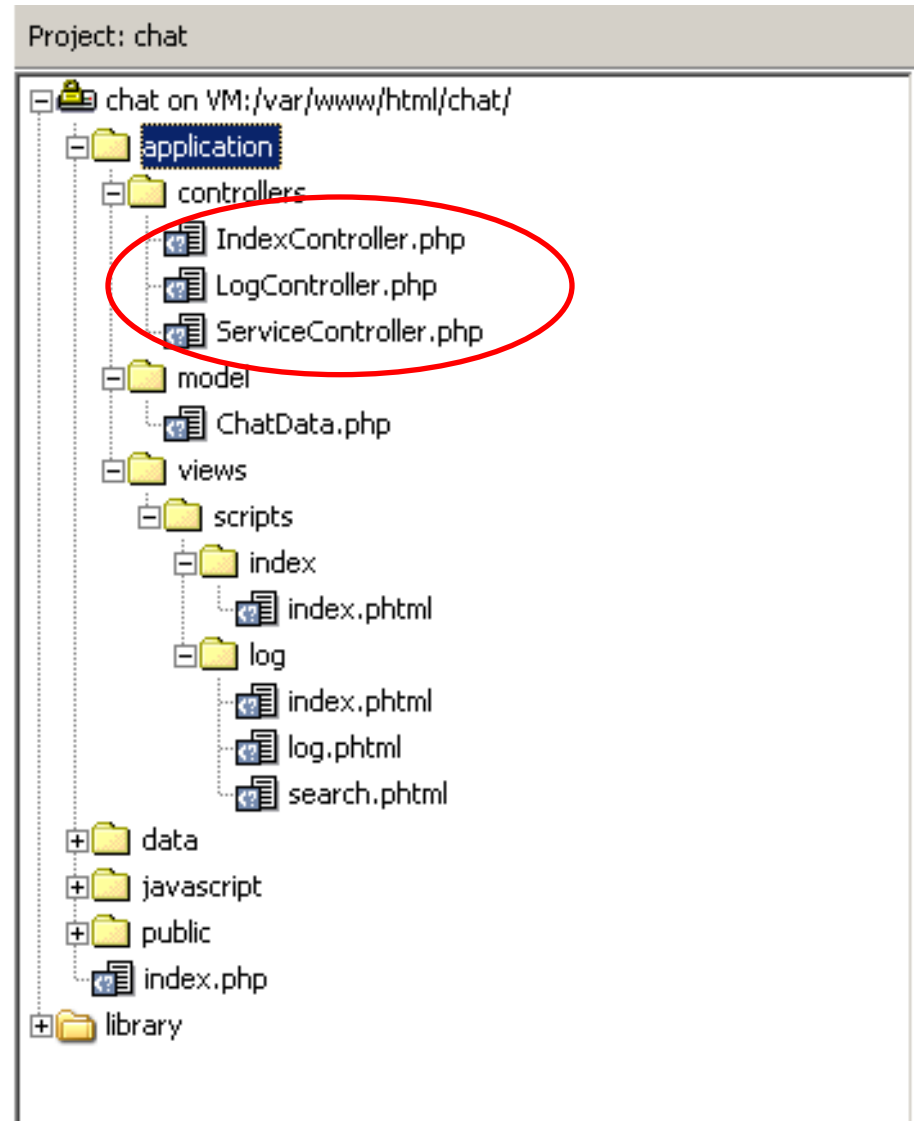 Project: chat
chat on VM:/var/www/html/chat/
application
controllers
IndexController.php
LogController.php
ServiceController.php
model
ChatData.php
views
scripts
index
index.phtml
log
index.phtml
log.phtml
search.phtml
data
javascript
public
index.php
library